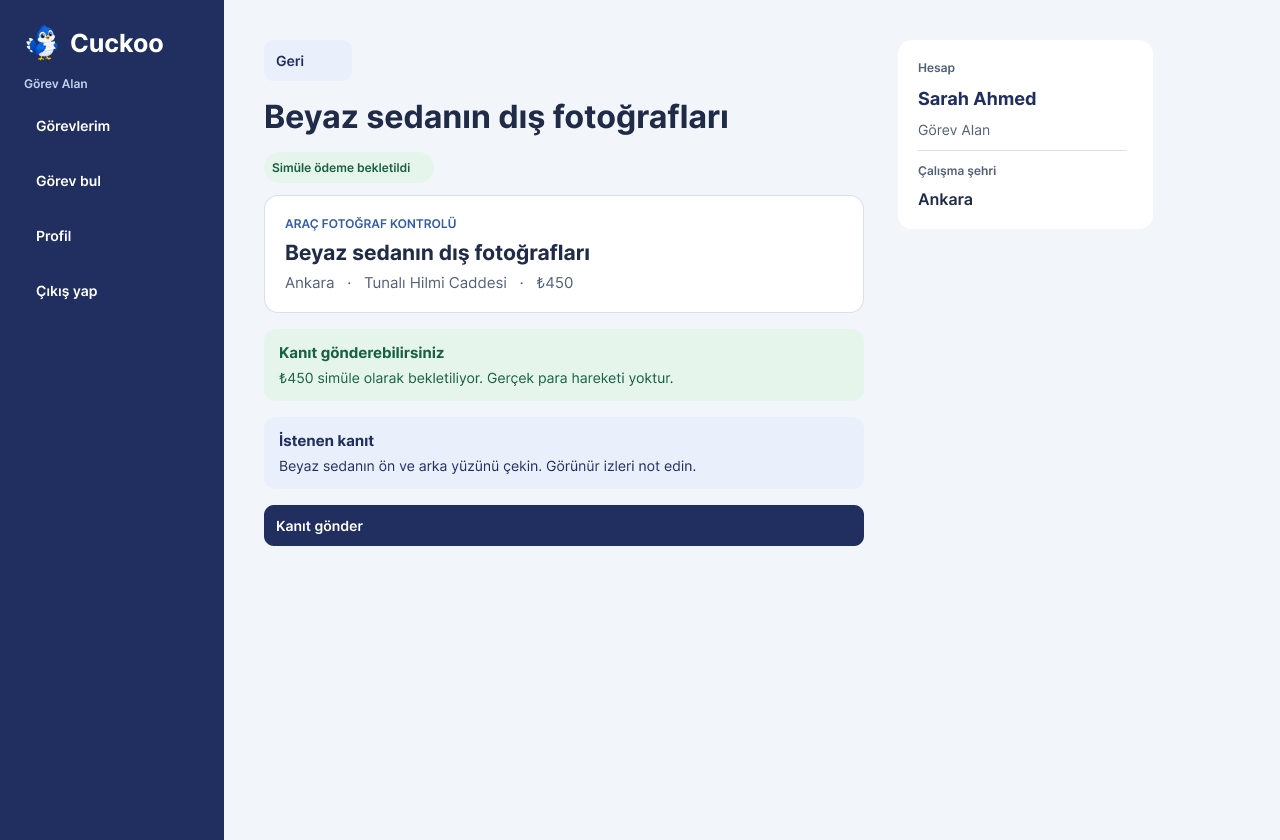 Cuckoo
Görev Alan
Görevlerim
Görev bul
Profil
Çıkış yap
Geri
Beyaz sedanın dış fotoğrafları
Simüle ödeme bekletildi
ARAÇ FOTOĞRAF KONTROLÜ
Beyaz sedanın dış fotoğrafları
Ankara · Tunalı Hilmi Caddesi · ₺450
Kanıt gönderebilirsiniz
₺450 simüle olarak bekletiliyor. Gerçek para hareketi yoktur.
İstenen kanıt
Beyaz sedanın ön ve arka yüzünü çekin. Görünür izleri not edin.
Kanıt gönder
Hesap
Sarah Ahmed
Görev Alan
Çalışma şehri
Ankara